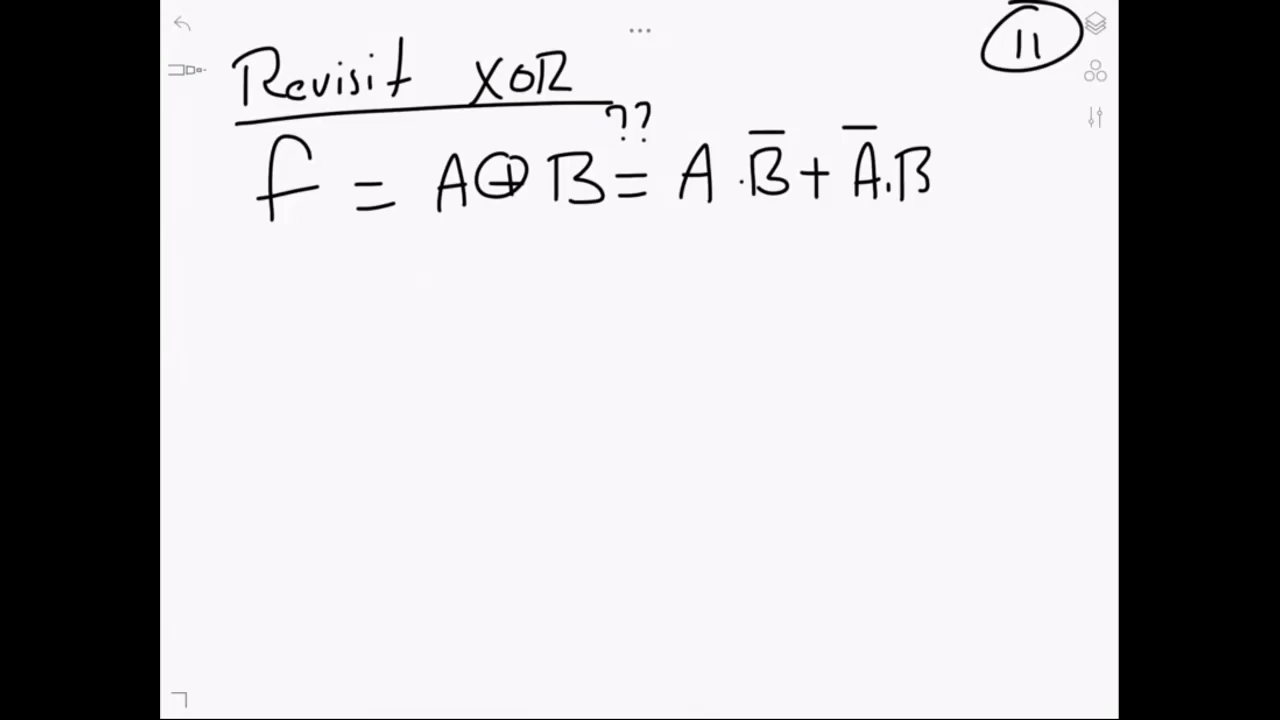 Revisit XOR
11
??
f = A⊕B = A.B̅ + A̅.B